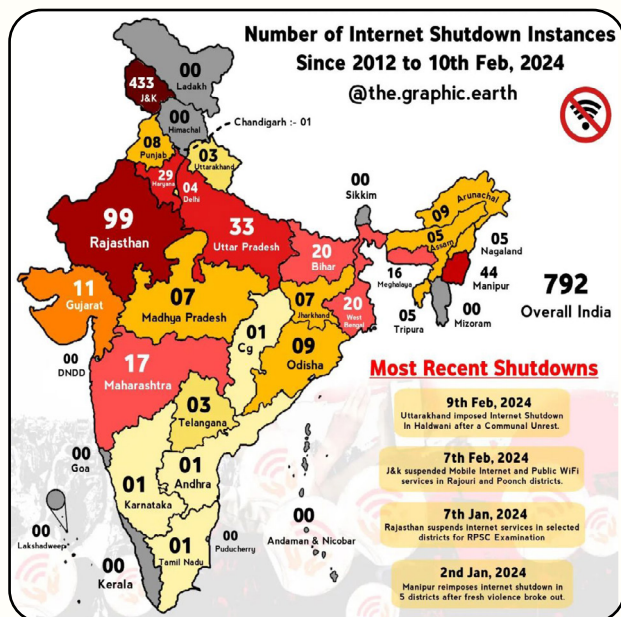 Number of Internet Shutdown Instances
Since 2012 to 10th Feb, 2024
@the.graphic.earth
00
Ladakh
433
J&K
00
Himachal
Chandigarh :- 01
08
Punjab
03
Uttarakhand
29
Haryana
04
Delhi
00
Sikkim
09
Arunachal
99
Rajasthan
33
Uttar Pradesh
20
Bihar
05
Assam
05
Nagaland
16
Meghalaya
44
Manipur
792
Overall India
11
Gujarat
07
Madhya Pradesh
07
Jharkhand
20
West
Bengal
05
Tripura
00
Mizoram
01
Cg
09
Odisha
00
DNDD
17
Maharashtra
03
Telangana
00
Goa
01
Karnataka
01
Andhra
00
Lakshadweep
00
Kerala
01
Tamil Nadu
00
Puducherry
00
Andaman & Nicobar
Most Recent Shutdowns
9th Feb, 2024
Uttarakhand imposed Internet Shutdown
In Haldwani after a Communal Unrest.
7th Feb, 2024
J&K suspended Mobile Internet and Public WiFi
services in Rajouri and Poonch districts.
7th Jan, 2024
Rajasthan suspends internet services in selected
districts for RPSC Examination
2nd Jan, 2024
Manipur reimposes internet shutdown in
5 districts after fresh violence broke out.